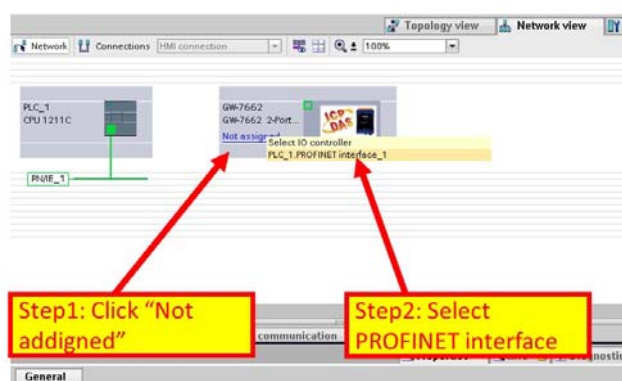 Topology view
Network view
Network
Connections
HMI connection
100%
PLC_1
CPU 1211C
GW-7662
GW-7662 2-Port...
Not assigned
ICP
DAS
Select IO controller
PLC_1.PROFINET interface_1
PN/IE_1
Step1: Click “Not
addigned”
Step2: Select
PROFINET interface
communication
General